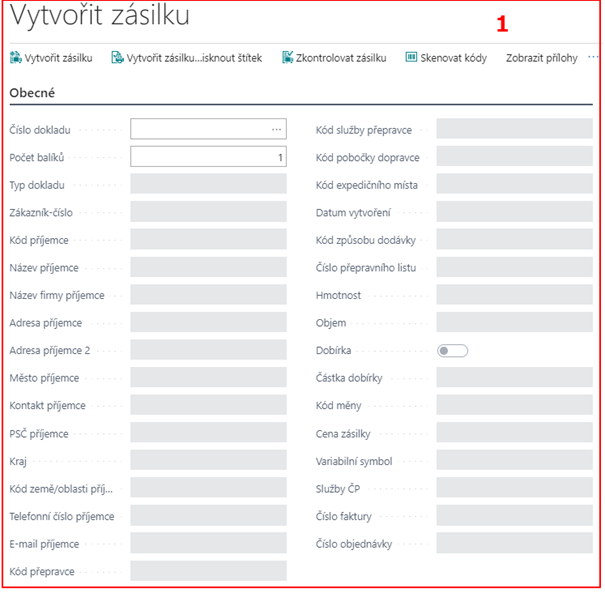 Vytvořit zásilku
1
Vytvořit zásilku Vytvořit zásilku...isknout štítek Zkontrolovat zásilku Skenovat kódy Zobrazit přílohy ...
Obecné
Číslo dokladu ...
Počet balíků 1
Typ dokladu
Zákazník-číslo
Kód příjemce
Název příjemce
Název firmy příjemce
Adresa příjemce
Adresa příjemce 2
Město příjemce
Kontakt příjemce
PSČ příjemce
Kraj
Kód země/oblasti příj...
Telefonní číslo příjemce
E-mail příjemce
Kód přepravce
Kód služby přepravce
Kód pobočky dopravce
Kód expedičního místa
Datum vytvoření
Kód způsobu dodávky
Číslo přepravního listu
Hmotnost
Objem
Dobírka
Částka dobírky
Kód měny
Cena zásilky
Variabilní symbol
Služby ČP
Číslo faktury
Číslo objednávky